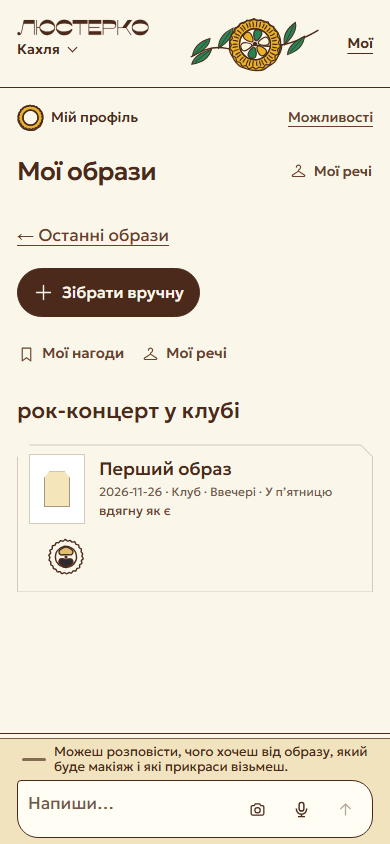 ЛЮСТЕРКО
Кахля
Мої
Мій профіль
Можливості
Мої образи
Мої речі
← Останні образи
Зібрати вручну
Мої нагоди
Мої речі
рок-концерт у клубі
Перший образ
2026-11-26 · Клуб · Ввечері · У п’ятницю
вдягну як є
Можеш розповісти, чого хочеш від образу, який
буде макіяж і які прикраси візьмеш.
Напиши…